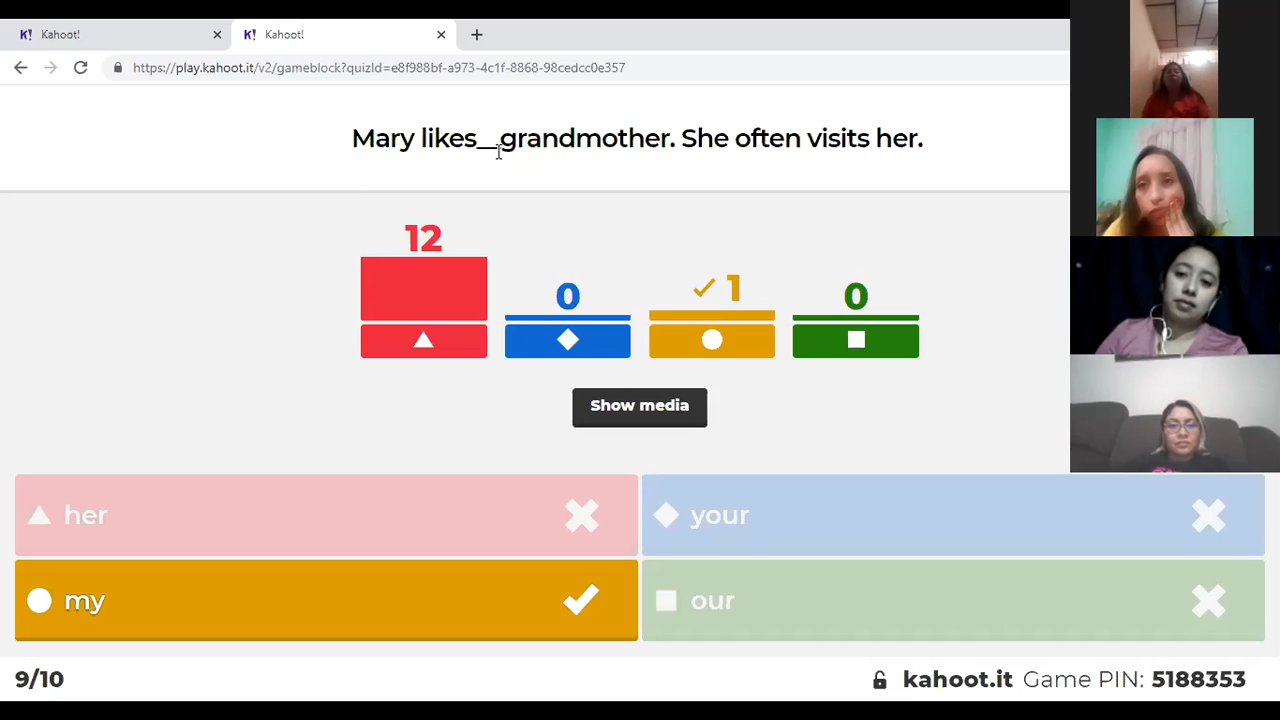 K! Kahoot!
K! Kahoot!
https://play.kahoot.it/v2/gameblock?quizId=e8f988bf-a973-4c1f-8868-98cedcc0e357
Mary likes__grandmother. She often visits her.
12
0
1
0
Show media
her
your
my
our
9/10
kahoot.it Game PIN: 5188353